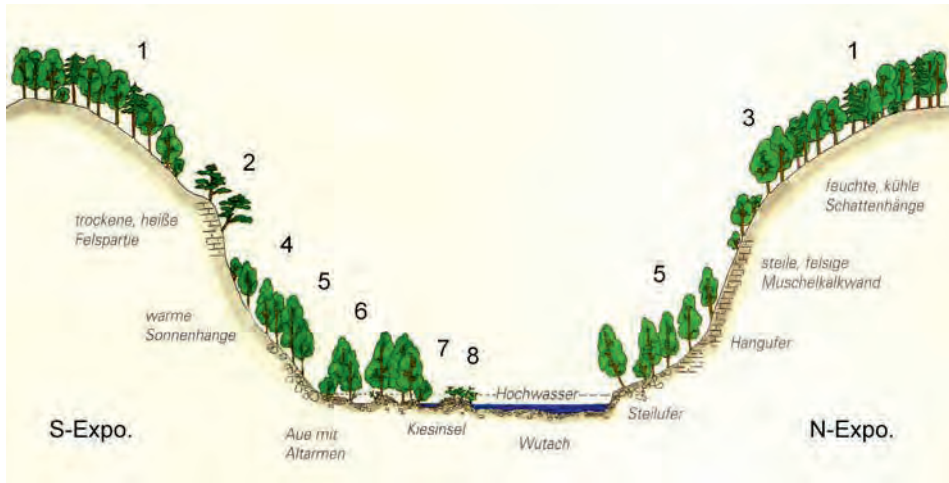 1
1
2
3
trockene, heiße
Felspartie
feuchte, kühle
Schattenhänge
4
5
6
7
8
5
steile, felsige
Muschelkalkwand
warme
Sonnenhange
Hangufer
Hochwasser
Steilufer
S-Expo.
Aue mit
Altarmen
Kiesinsel
Wutach
N-Expo.